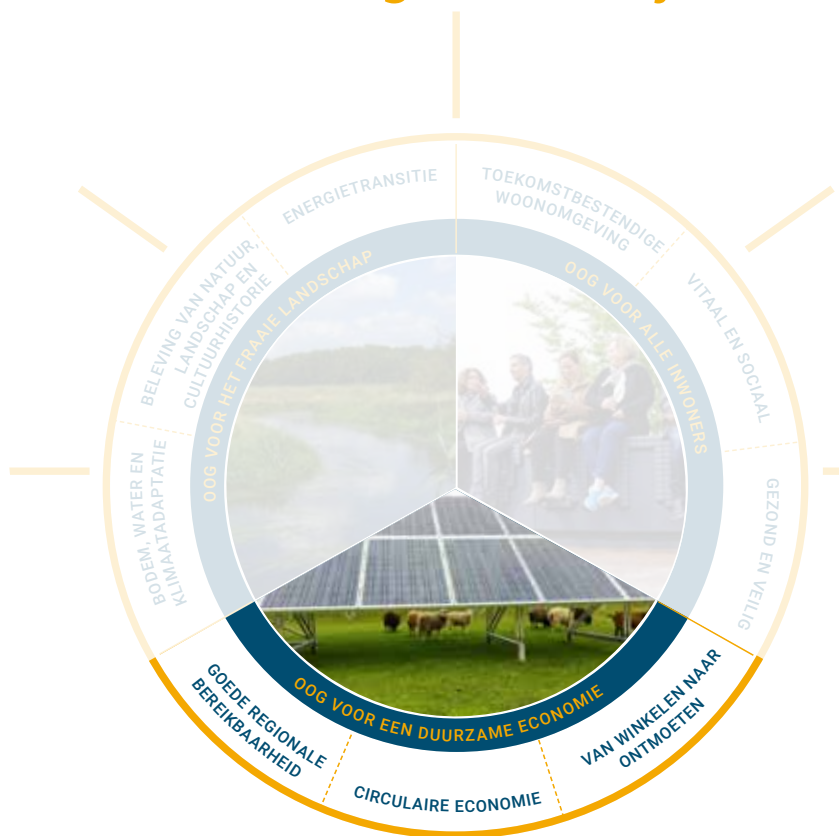 ENERGIETRANSITIE
TOEKOMSTBESTENDIGE
WOONOMGEVING
BELEVING VAN NATUUR,
LANDSCHAP EN
CULTUURHISTORIE
OOG VOOR HET FRAAIE LANDSCHAP
OOG VOOR ALLE INWONERS
VITAAL EN SOCIAAL
BODEM, WATER EN
KLIMAATADAPTATIE
GEZOND EN VEILIG
GOEDE REGIONALE
BEREIKBAARHEID
OOG VOOR EEN DUURZAME ECONOMIE
VAN WINKELEN NAAR
ONTMOETEN
CIRCULAIRE ECONOMIE